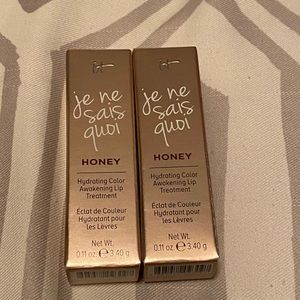 it
je ne
sais
quoi
HONEY
Hydrating Color
Awakening Lip
Treatment
Éclat de Couleur
Hydratant pour
les Lèvres
Net Wt.
0.11 oz. ℮ 3.40 g
it
je ne
sais
quoi
HONEY
Hydrating Color
Awakening Lip
Treatment
Éclat de Couleur
Hydratant pour
les Lèvres
Net Wt.
0.11 oz. ℮ 3.40 g